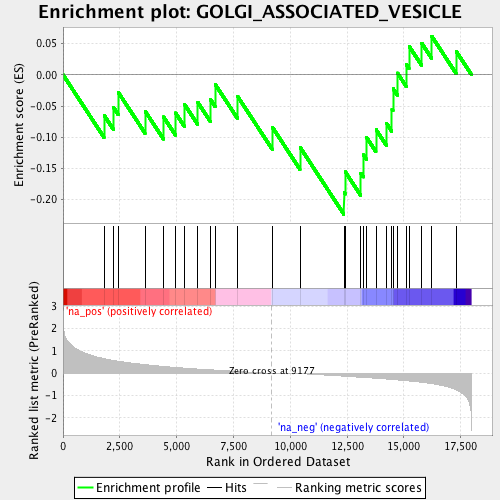 Enrichment plot: GOLGI_ASSOCIATED_VESICLE
Enrichment score (ES)
0.05
0.00
-0.05
-0.10
-0.15
-0.20
'na_pos' (positively correlated)
Ranked list metric (PreRanked)
3
2
1
0
-1
-2
Zero cross at 9177
'na_neg' (negatively correlated)
0
2,500
5,000
7,500
10,000
12,500
15,000
17,500
Rank in Ordered Dataset
Enrichment profile
Hits
Ranking metric scores